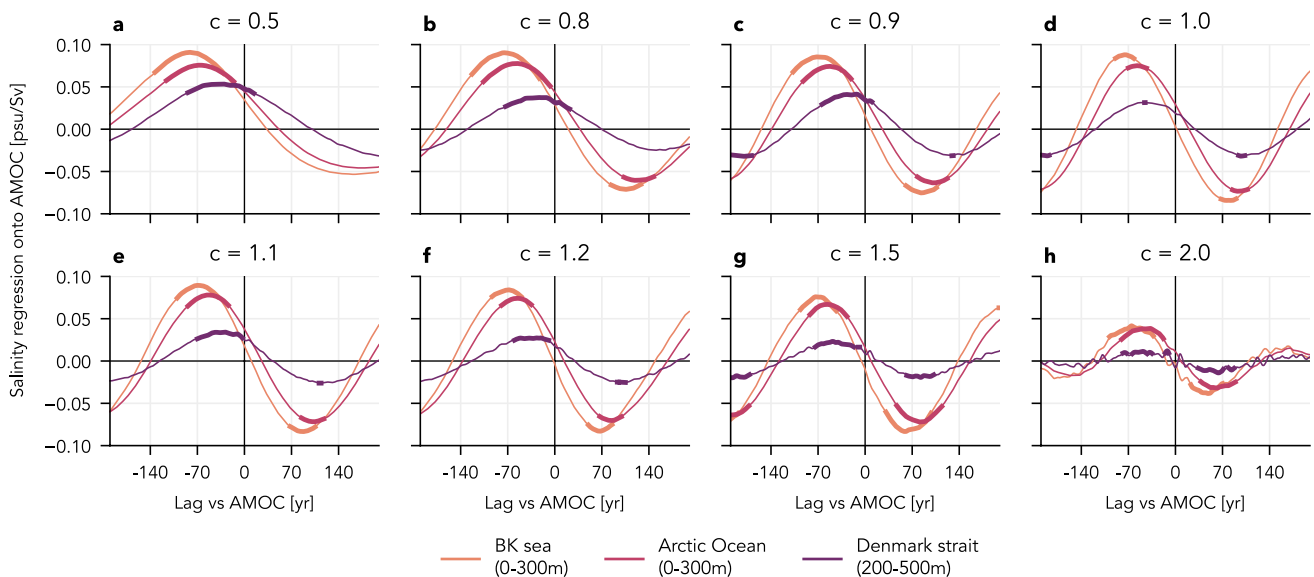 a c = 0.5
b c = 0.8
c c = 0.9
d c = 1.0
Salinity regression onto AMOC [psu/Sv]
0.10
0.05
0.00
−0.05
−0.10
e c = 1.1
f c = 1.2
g c = 1.5
h c = 2.0
0.10
0.05
0.00
−0.05
−0.10
-140 -70 0 70 140
-140 -70 0 70 140
-140 -70 0 70 140
-140 -70 0 70 140
Lag vs AMOC [yr]
Lag vs AMOC [yr]
Lag vs AMOC [yr]
Lag vs AMOC [yr]
BK sea
(0-300m)
Arctic Ocean
(0-300m)
Denmark strait
(200-500m)